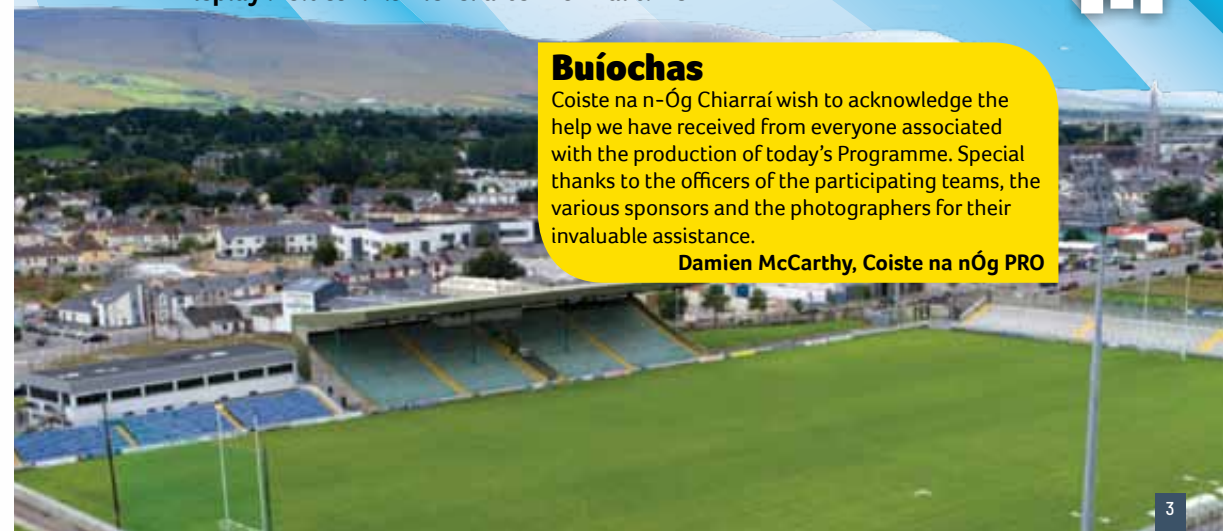 Buíochas
Coiste na n-Óg Chiarraí wish to acknowledge the
help we have received from everyone associated
with the production of today's Programme. Special
thanks to the officers of the participating teams, the
various sponsors and the photographers for their
invaluable assistance.
Damien McCarthy, Coiste na nÓg PRO
3